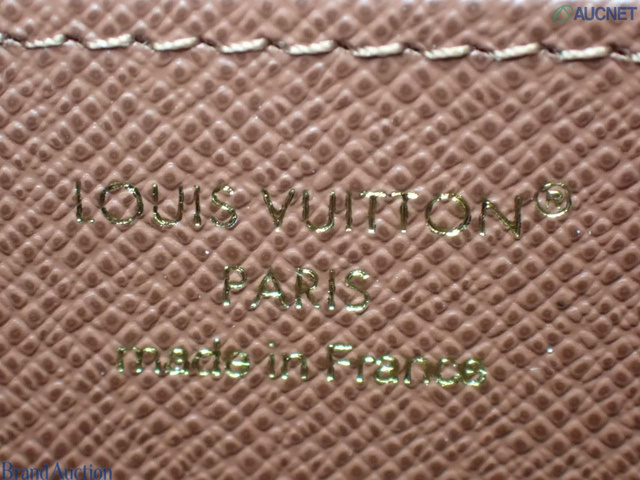 AUCNET
LOUIS VUITTON®
PARIS
made in France
Brand Auction